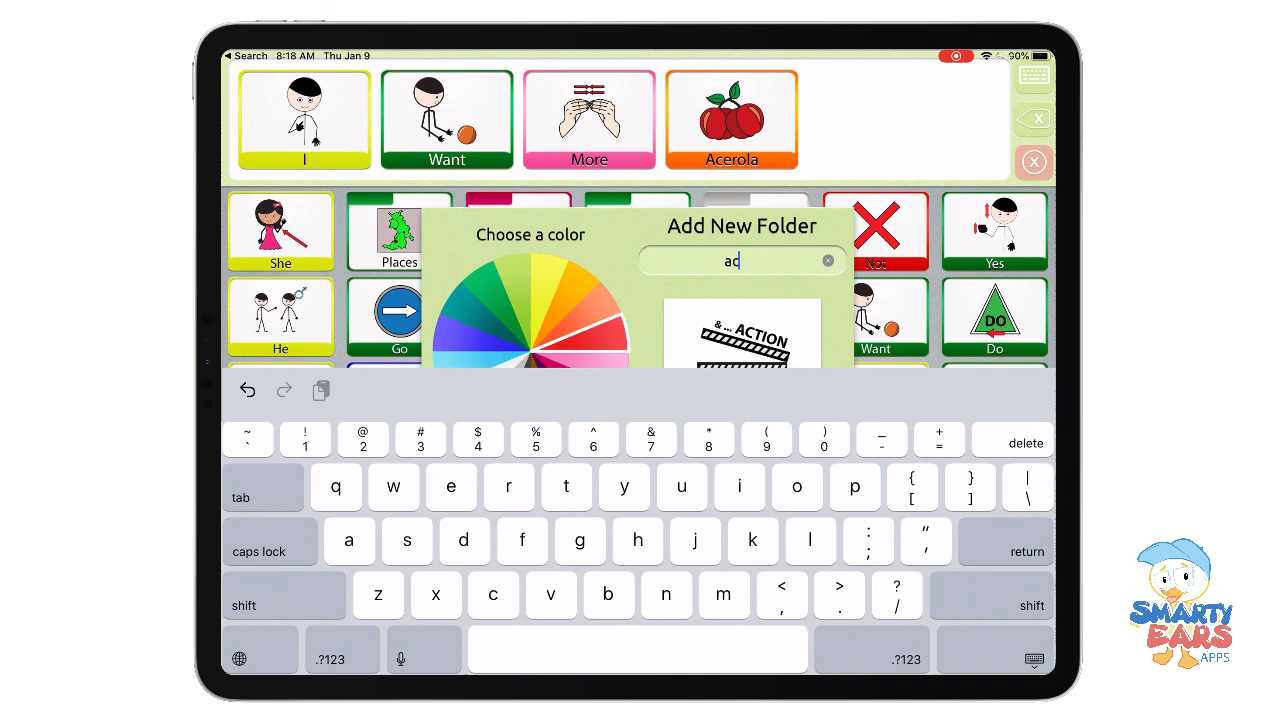 Search 8:18 AM Thu Jan 9 90%
I Want More Acerola
X
X
Choose a color
Add New Folder
ac
& ... ACTION
She Places Not Yes
DO
He Go Want Do
~ ! @ # $ % ^ & * ( ) _ +
` 1 2 3 4 5 6 7 8 9 0 - = delete
tab q w e r t y u i o p { [ } ] | \
caps lock a s d f g h j k l : ; " ' return
shift z x c v b n m < , > . ? / shift
.?123 .?123
SMARTY
EARS
APPS